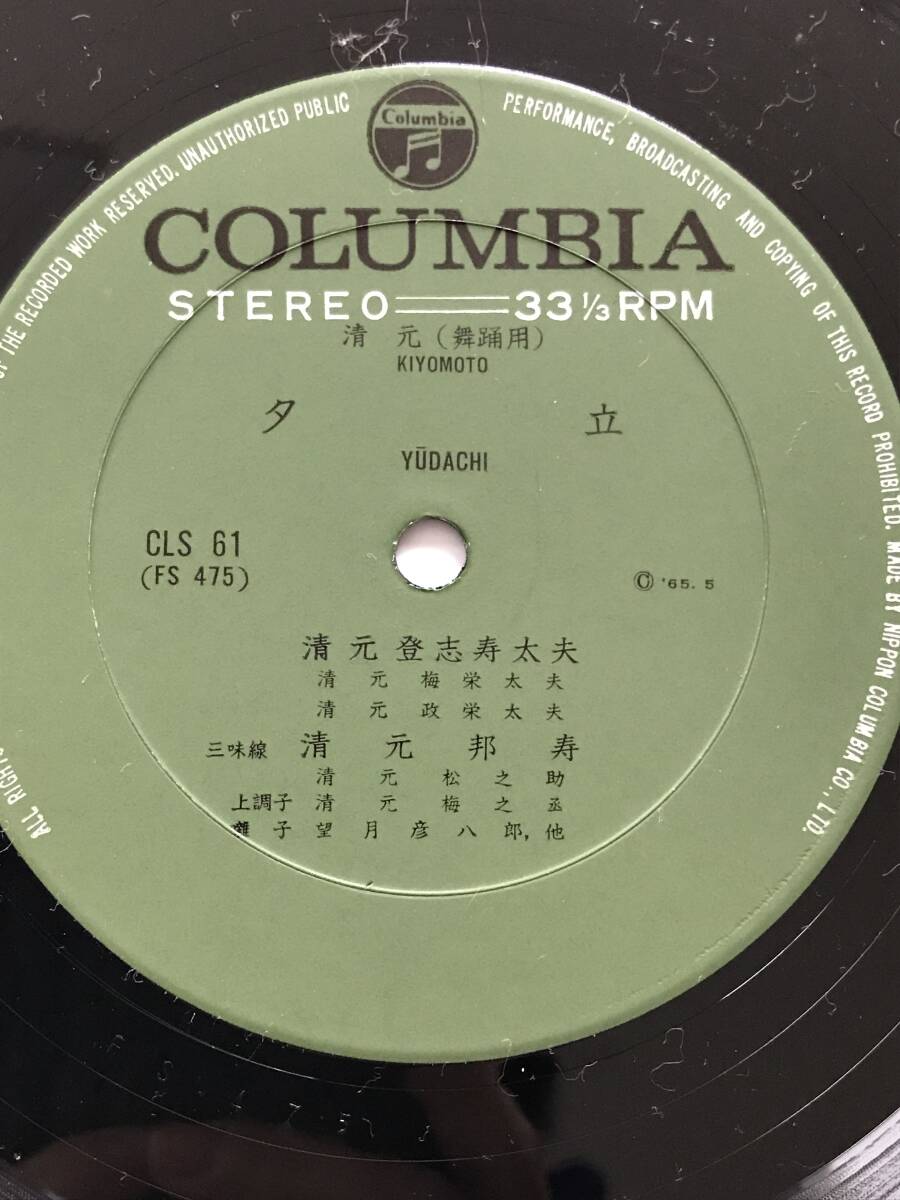 Columbia
COLUMBIA
STEREO 33 1/3 RPM
清元(舞踊用)
KIYOMOTO
夕立
YŪDACHI
CLS 61
(FS 475)
Ⓒ '65. 5
清元登志寿太夫
清元梅栄太夫
清元政栄太夫
三味線 清元邦寿
清元松之助
上調子 清元梅之丞
囃子 望月彦八郎, 他
ALL RIGHTS
OF THE RECORDED WORK RESERVED. UNAUTHORIZED PUBLIC PERFORMANCE, BROADCASTING AND COPYING OF THIS RECORD PROHIBITED. MADE BY NIPPON COLUMBIA CO., LTD.